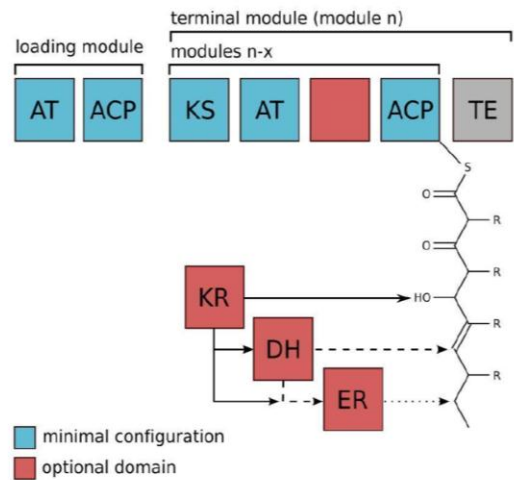 terminal module (module n)
loading module
modules n-x
AT ACP KS AT ACP TE
S
O
R
O
R
KR HO
R
DH
R
ER
minimal configuration
optional domain